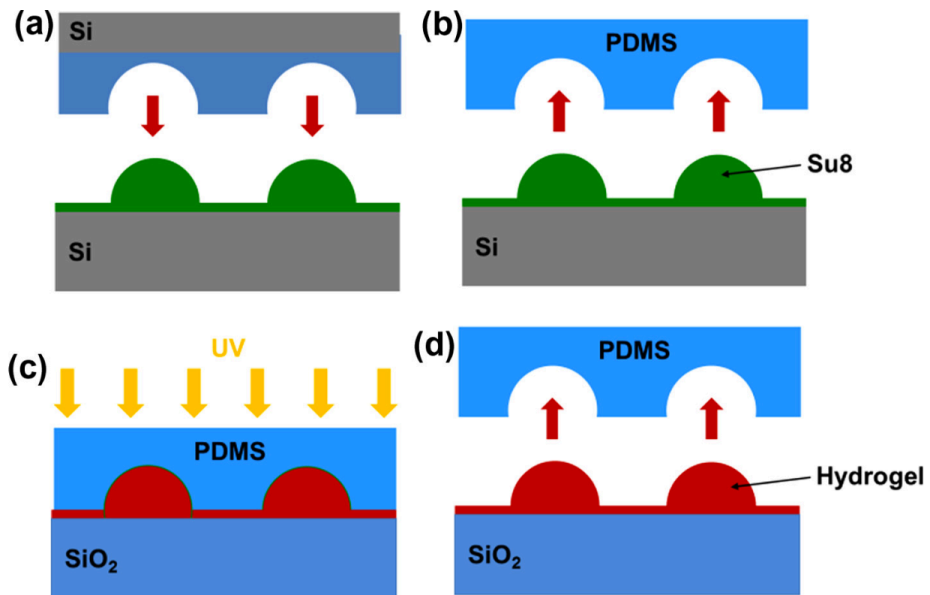 (a)
Si
Si
(b)
PDMS
Su8
Si
(c)
UV
PDMS
SiO₂
(d)
PDMS
Hydrogel
SiO₂